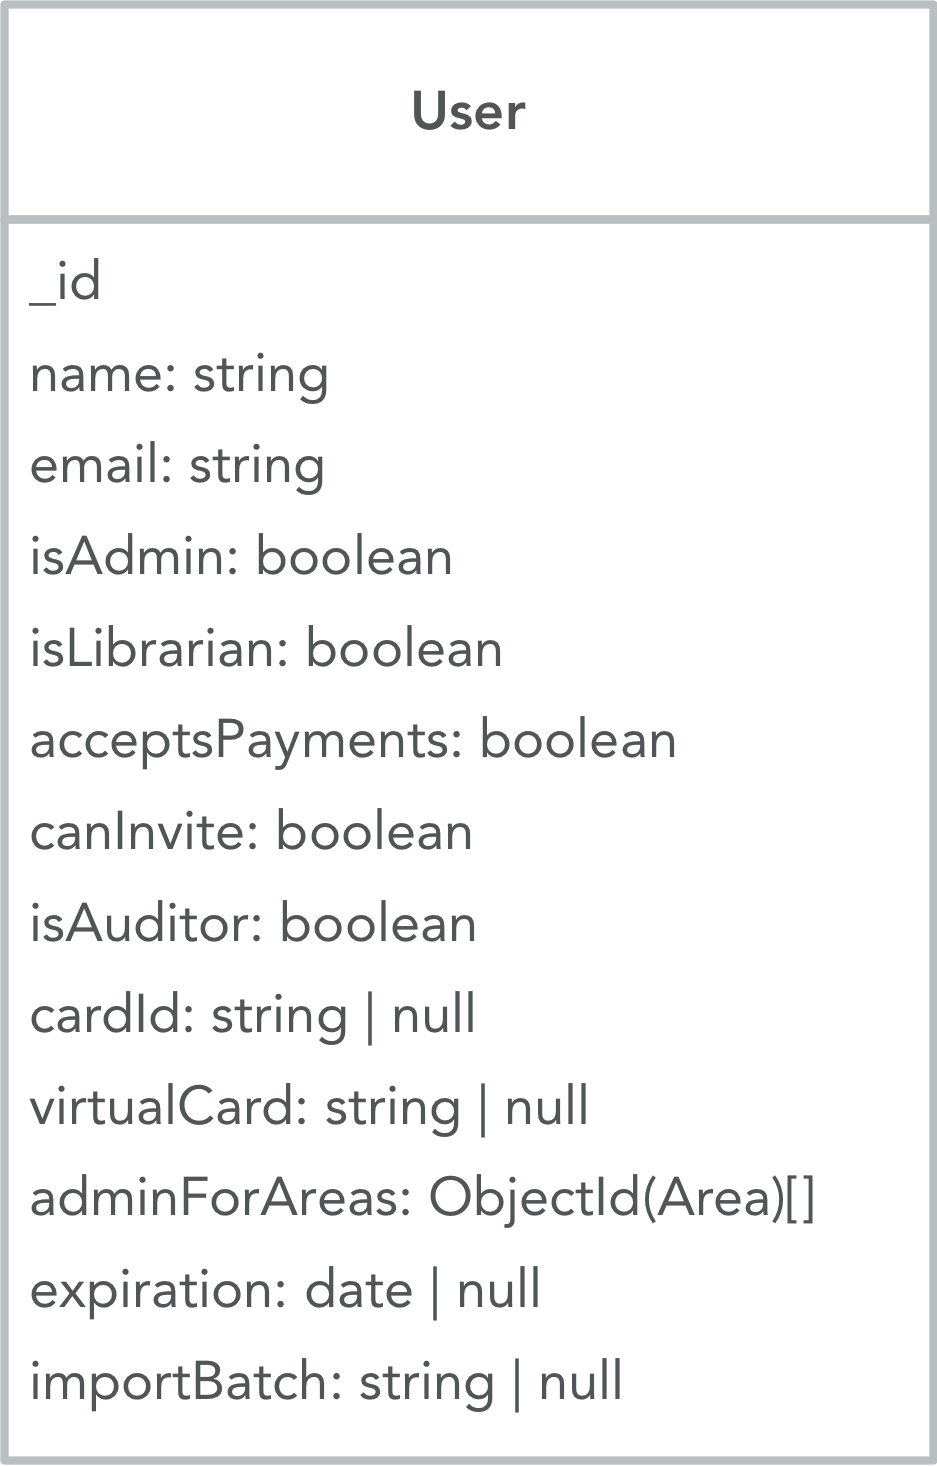 User
_id
name: string
email: string
isAdmin: boolean
isLibrarian: boolean
acceptsPayments: boolean
canInvite: boolean
isAuditor: boolean
cardId: string | null
virtualCard: string | null
adminForAreas: ObjectId(Area)[]
expiration: date | null
importBatch: string | null